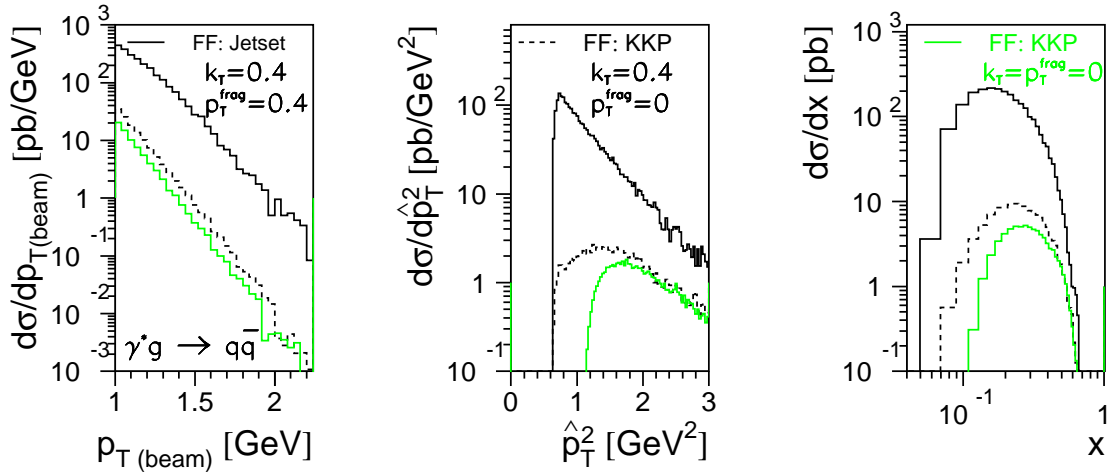 dσ/dp_T(beam) [pb/GeV]
10^3
10^2
10
1
10^-1
10^-2
10^-3
FF: Jetset
k_T=0.4
p_T^frag=0.4
γ*g → qq̅
1 1.5 2
p_T (beam) [GeV]
dσ/dp̂_T^2 [pb/GeV^2]
10^2
10
1
10^-1
FF: KKP
k_T=0.4
p_T^frag=0
0 1 2 3
p̂_T^2 [GeV^2]
dσ/dx [pb]
10^3
10^2
10
1
10^-1
FF: KKP
k_T=p_T^frag=0
10^-1 1
x